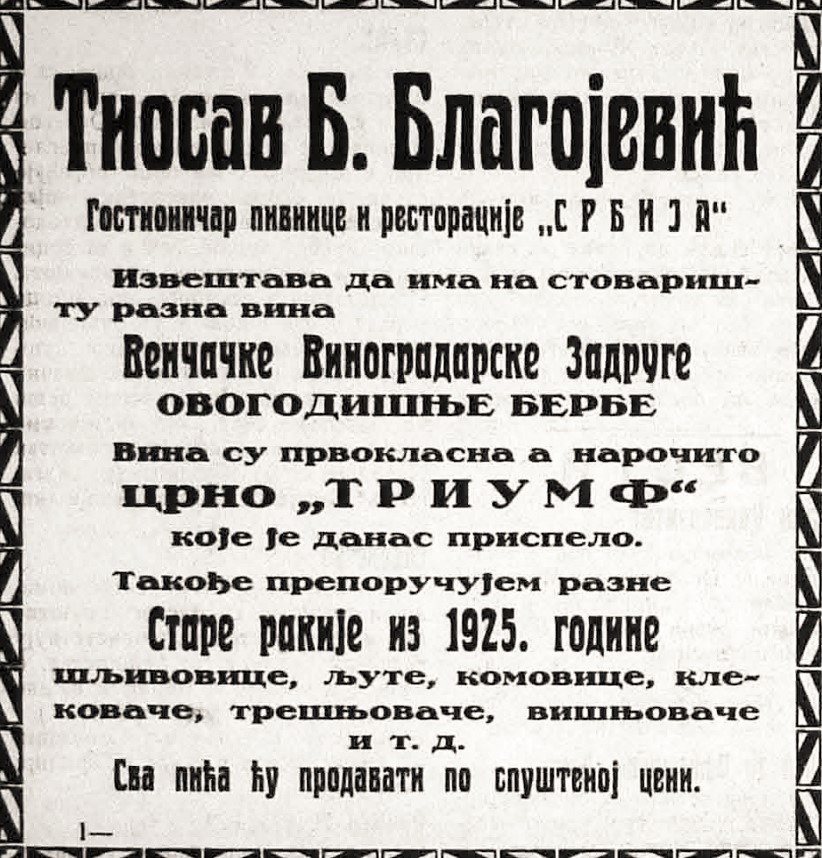 Тиосав Б. Благојевић
Гостионичар пивнице и ресторације „СРБИЈА“
Извештава да има на стовариш-
ту разна вина
Венчачке Виноградарске Задруге
ОВОГОДИШЊЕ БЕРБЕ
Вина су првокласна а нарочито
црно „ТРИУМФ“
које је данас приспело.
Такође препоручујем разне
Старе ракије из 1925. године
шљивовице, љуте, комовице, кле-
коваче, трешњоваче, вишњоваче
и т. д.
Сва пића ћу продавати по спуштеној цени.
1—